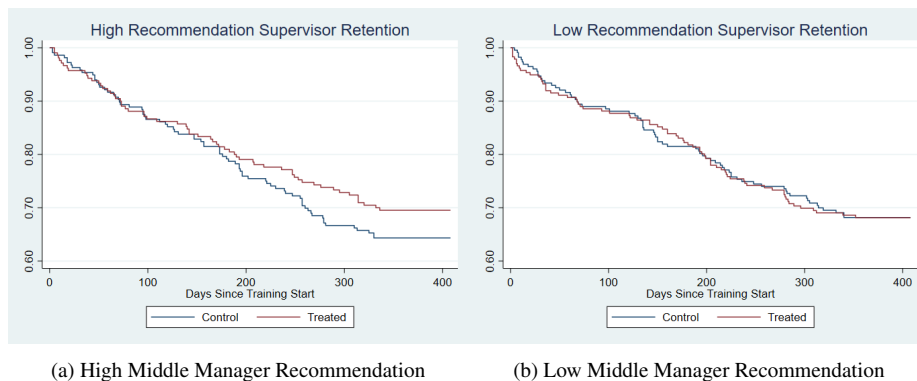 High Recommendation Supervisor Retention
1.00
0.90
0.80
0.70
0.60
0 100 200 300 400
Days Since Training Start
Control Treated
(a) High Middle Manager Recommendation
Low Recommendation Supervisor Retention
1.00
0.90
0.80
0.70
0.60
0 100 200 300 400
Days Since Training Start
Control Treated
(b) Low Middle Manager Recommendation